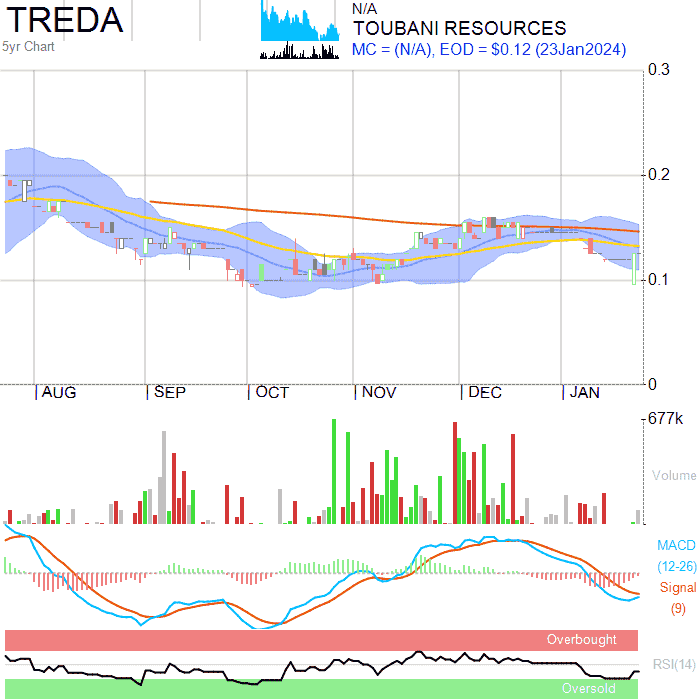 TREDA
N/A
TOUBANI RESOURCES
5yr Chart
MC = (N/A), EOD = $0.12 (23Jan2024)
0.3
0.2
0.1
0
AUG SEP OCT NOV DEC JAN
677k
Volume
MACD
(12-26)
Signal
(9)
Overbought
RSI(14)
Oversold